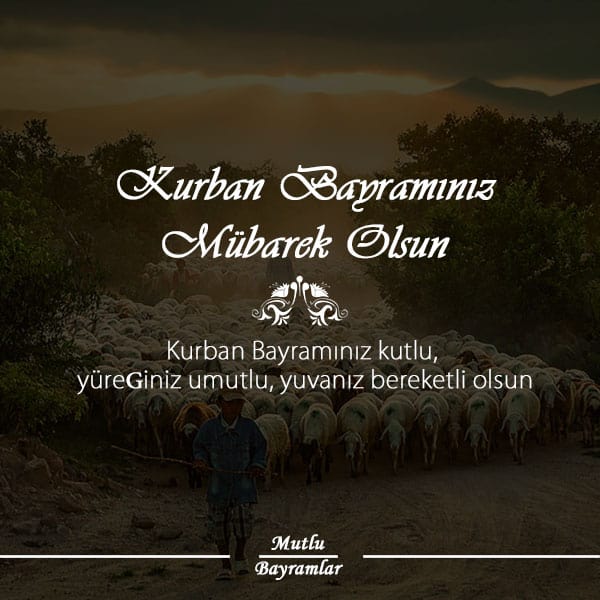 Kurban Bayramınız
Mübarek Olsun
Kurban Bayramınız kutlu,
yüreGiniz umutlu, yuvanız bereketli olsun
Mutlu
Bayramlar